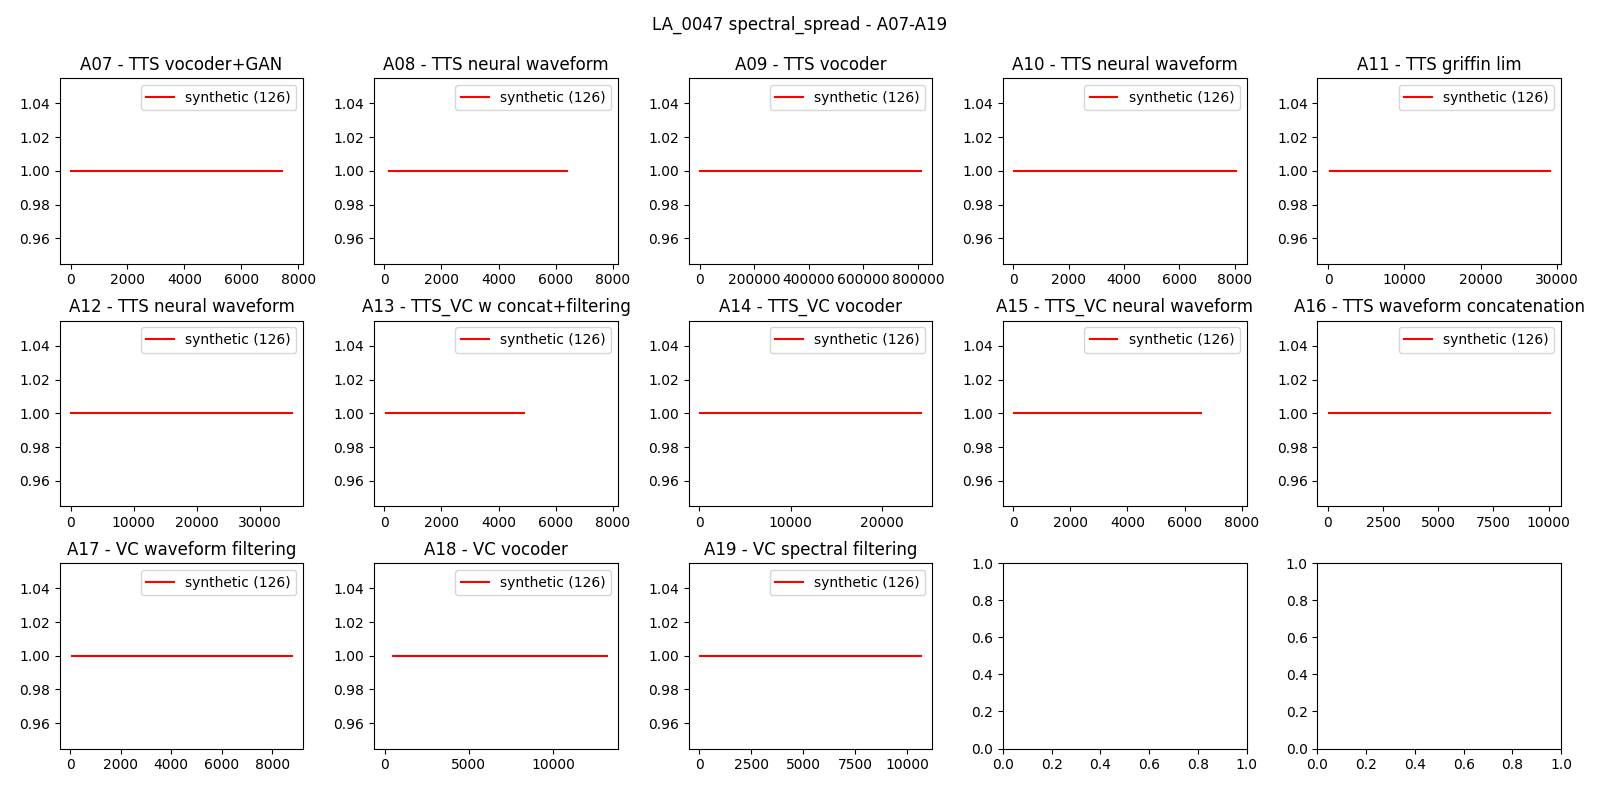 LA_0047 spectral_spread - A07-A19
A07 - TTS vocoder+GAN
A08 - TTS neural waveform
A09 - TTS vocoder
A10 - TTS neural waveform
A11 - TTS griffin lim
synthetic (126)
synthetic (126)
synthetic (126)
synthetic (126)
synthetic (126)
1.04 1.04 1.04 1.04 1.04
1.02 1.02 1.02 1.02 1.02
1.00 1.00 1.00 1.00 1.00
0.98 0.98 0.98 0.98 0.98
0.96 0.96 0.96 0.96 0.96
0 2000 4000 6000 8000
0 2000 4000 6000 8000
0 200000 400000 600000 800000
0 2000 4000 6000 8000
0 10000 20000 30000
A12 - TTS neural waveform
A13 - TTS_VC w concat+filtering
A14 - TTS_VC vocoder
A15 - TTS_VC neural waveform
A16 - TTS waveform concatenation
synthetic (126)
synthetic (126)
synthetic (126)
synthetic (126)
synthetic (126)
1.04 1.04 1.04 1.04 1.04
1.02 1.02 1.02 1.02 1.02
1.00 1.00 1.00 1.00 1.00
0.98 0.98 0.98 0.98 0.98
0.96 0.96 0.96 0.96 0.96
0 10000 20000 30000
0 2000 4000 6000 8000
0 10000 20000
0 2000 4000 6000 8000
0 2500 5000 7500 10000
A17 - VC waveform filtering
A18 - VC vocoder
A19 - VC spectral filtering
synthetic (126)
synthetic (126)
synthetic (126)
1.04 1.04 1.04 1.0 1.0
1.02 1.02 1.02 0.8 0.8
1.00 1.00 1.00 0.6 0.6
0.98 0.98 0.98 0.4 0.4
0.96 0.96 0.96 0.2 0.2
0.0 0.0
0 2000 4000 6000 8000
0 5000 10000
0 2500 5000 7500 10000
0.0 0.2 0.4 0.6 0.8 1.0
0.0 0.2 0.4 0.6 0.8 1.0